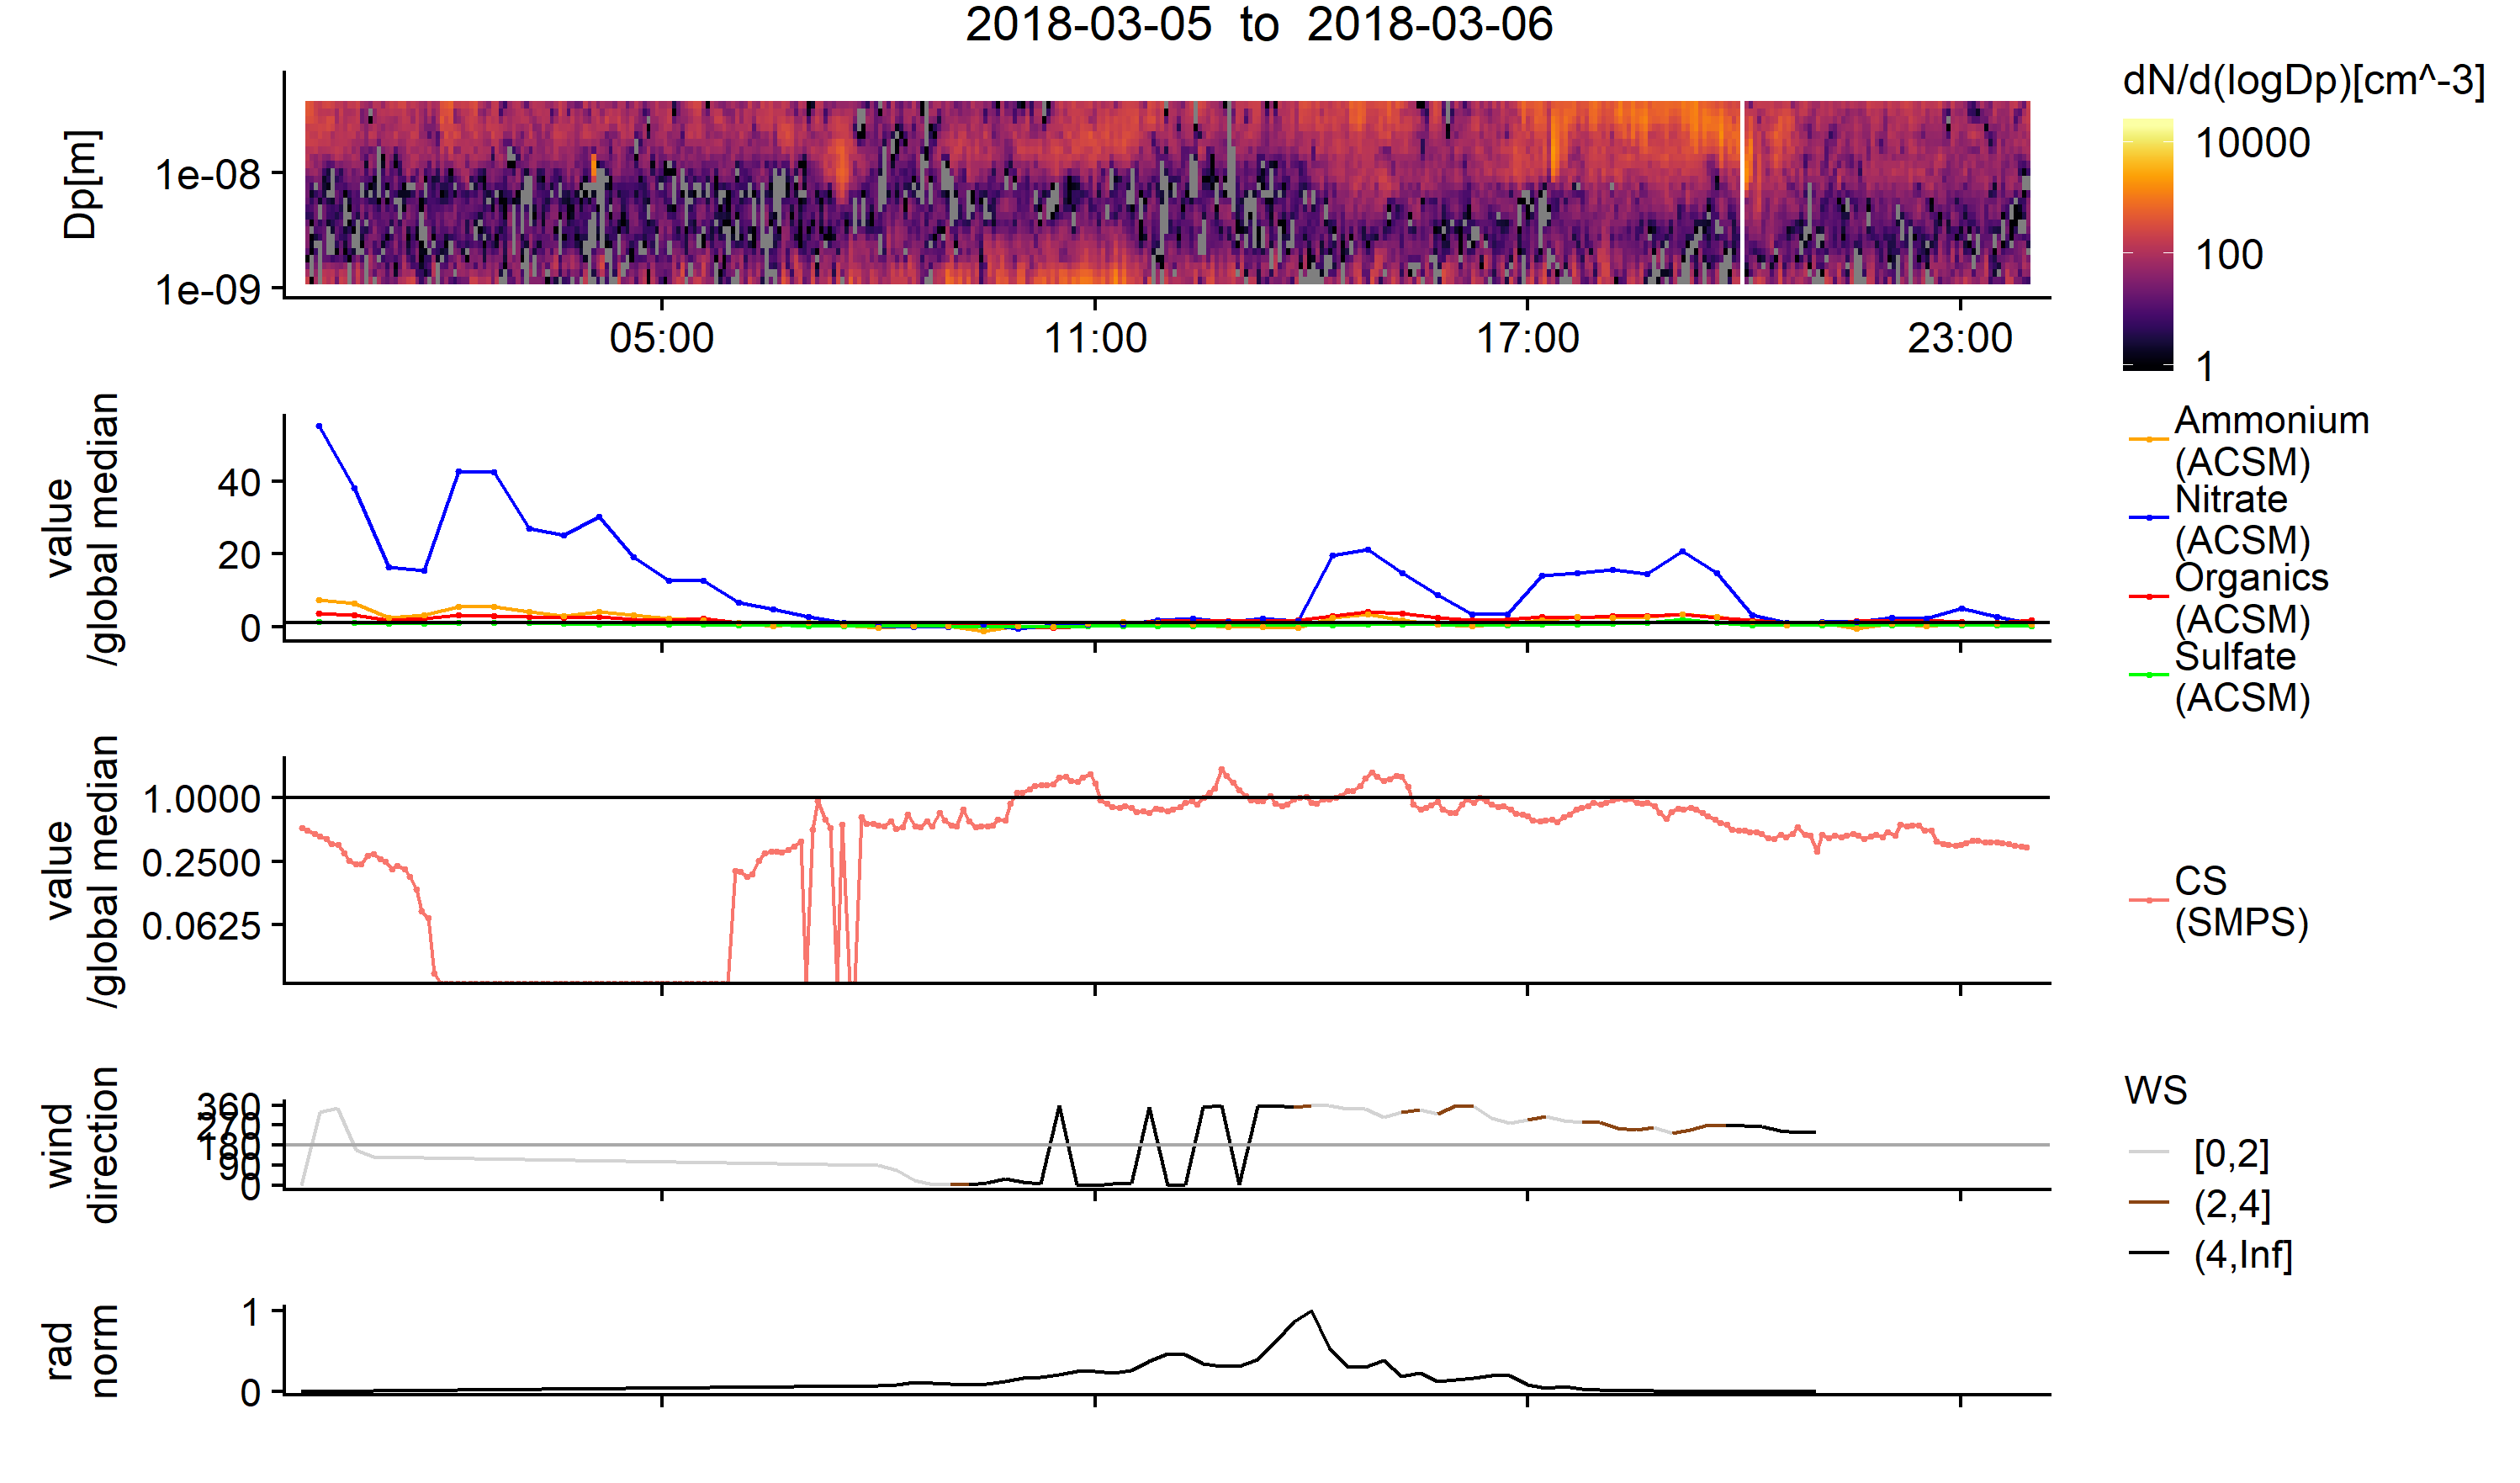 2018-03-05 to 2018-03-06
Dp[m]
1e-08
1e-09
05:00
11:00
17:00
23:00
dN/d(logDp)[cm^-3]
10000
100
1
value
/global median
40
20
0
Ammonium
(ACSM)
Nitrate
(ACSM)
Organics
(ACSM)
Sulfate
(ACSM)
value
/global median
1.0000
0.2500
0.0625
CS
(SMPS)
wind
direction
360
270
180
90
0
WS
[0,2]
(2,4]
(4,Inf]
rad
norm
1
0